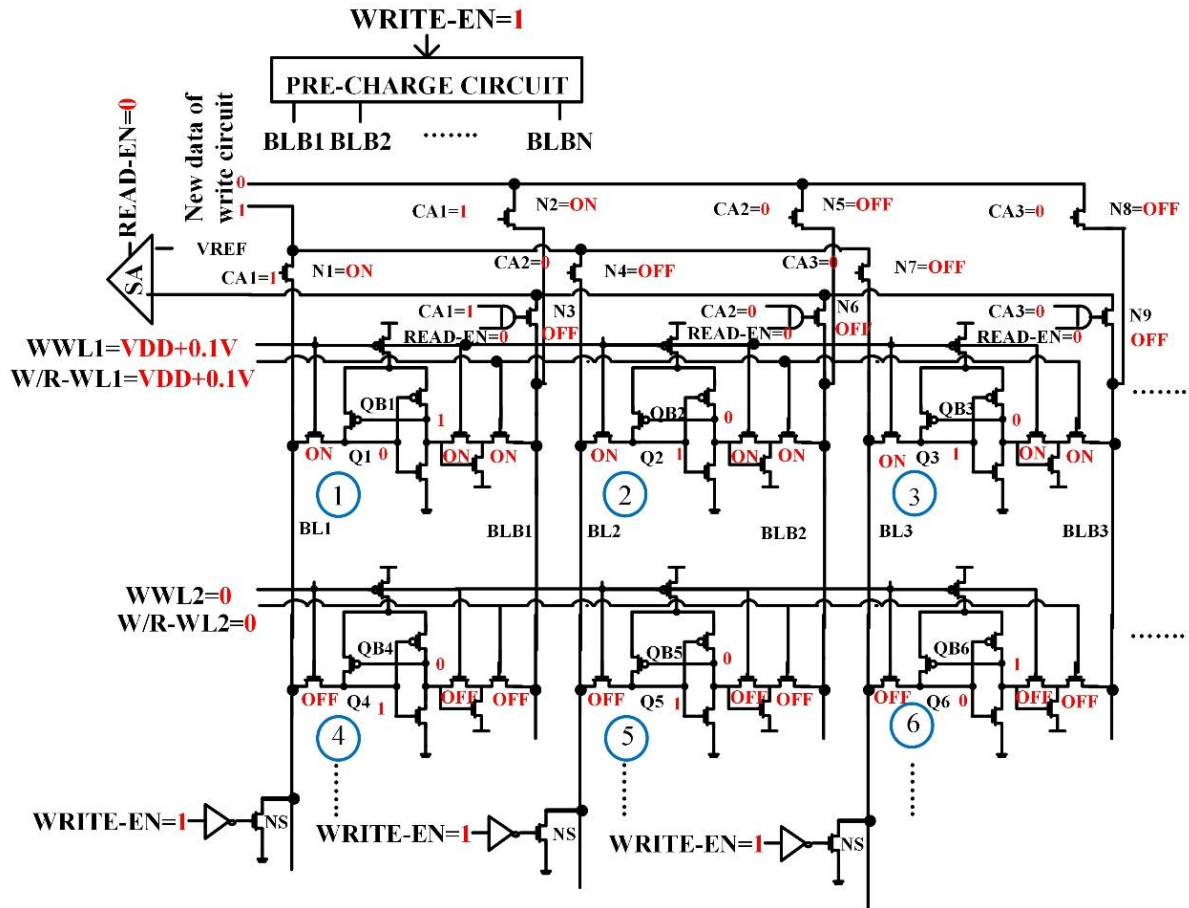 WRITE-EN=1
PRE-CHARGE CIRCUIT
BLB1 BLB2 ....... BLBN
READ-EN=0
New data of
write circuit
0
1
SA
VREF
CA1=1
N2=ON
CA2=0
N5=OFF
CA3=0
N8=OFF
CA1=1
N1=ON
CA2=0
N4=OFF
CA3=0
N7=OFF
CA1=1
N3
OFF
READ-EN=0
CA2=0
N6
OFF
READ-EN=0
CA3=0
N9
OFF
READ-EN=0
WWL1=VDD+0.1V
W/R-WL1=VDD+0.1V
QB1
1
QB2
0
QB3
0
.......
ON
Q1
0
ON
ON
ON
Q2
1
ON
ON
ON
Q3
1
ON
ON
1
2
3
BL1
BLB1
BL2
BLB2
BL3
BLB3
WWL2=0
W/R-WL2=0
QB4
0
QB5
0
QB6
1
.......
OFF
Q4
1
OFF
OFF
OFF
Q5
1
OFF
OFF
OFF
Q6
0
OFF
OFF
4
5
6
.......
.......
.......
WRITE-EN=1
NS
WRITE-EN=1
NS
WRITE-EN=1
NS